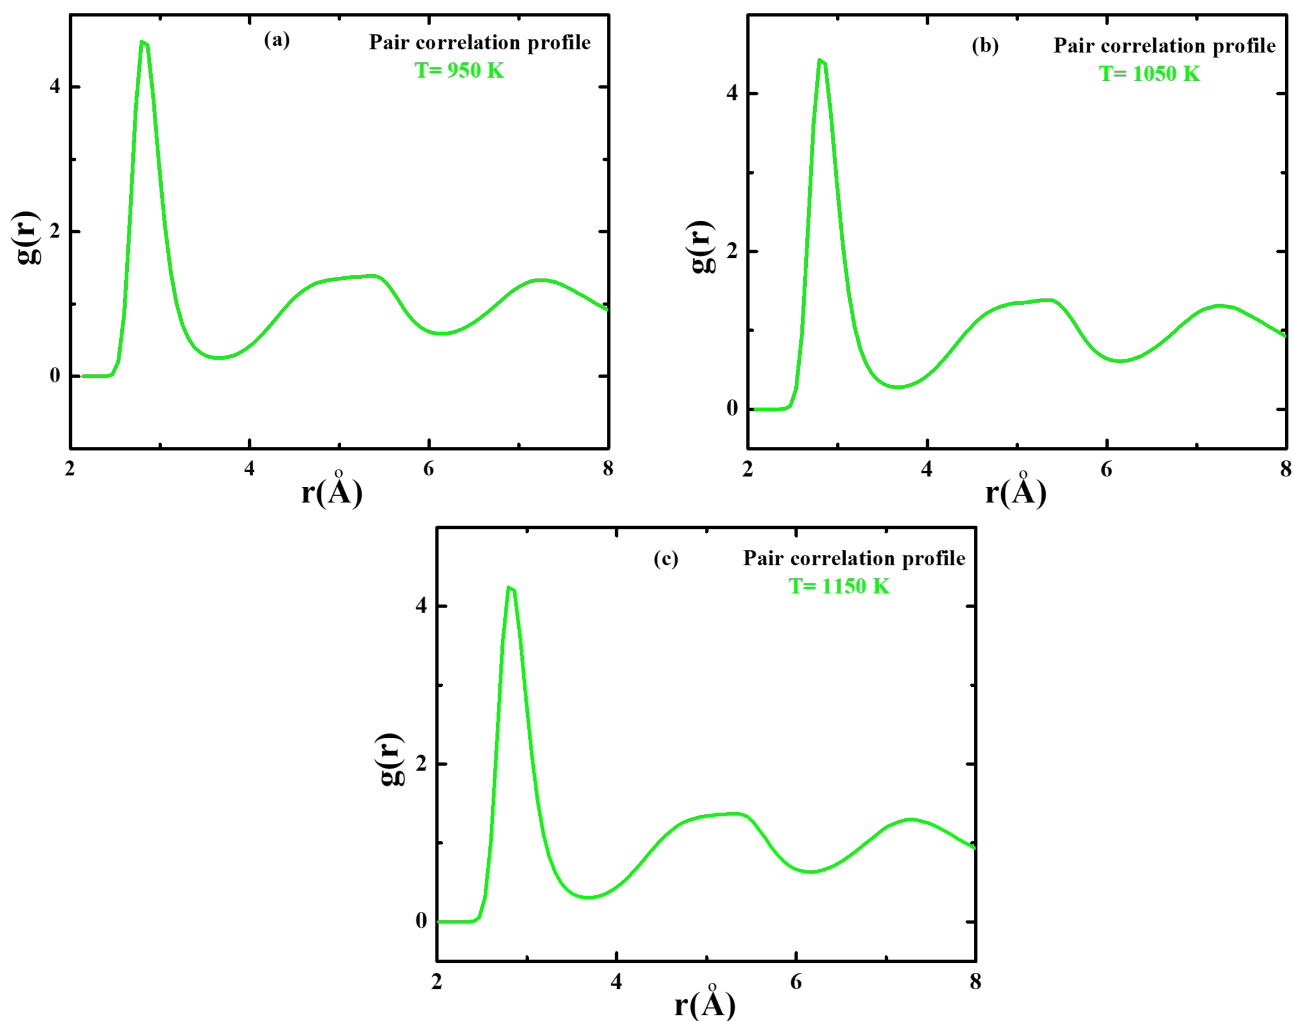 (a)
Pair correlation profile
T= 950 K
4
2
0
g(r)
2
4
6
8
r(Å)
(b)
Pair correlation profile
T= 1050 K
4
2
0
g(r)
2
4
6
8
r(Å)
(c)
Pair correlation profile
T= 1150 K
4
2
0
g(r)
2
4
6
8
r(Å)